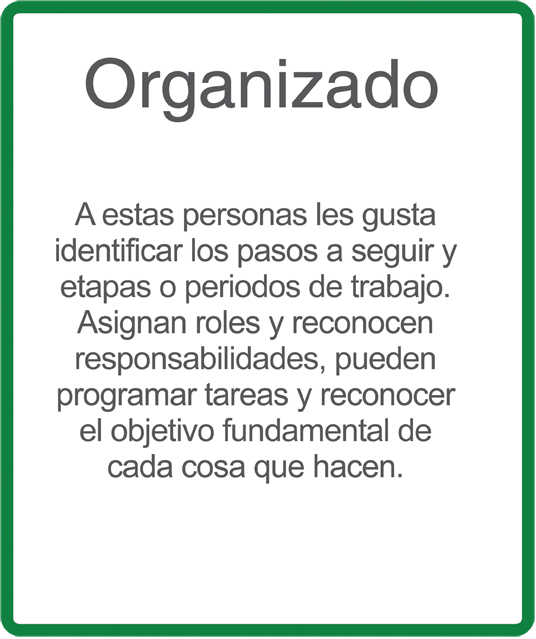 Organizado
A estas personas les gusta
identificar los pasos a seguir y
etapas o periodos de trabajo.
Asignan roles y reconocen
responsabilidades, pueden
programar tareas y reconocer
el objetivo fundamental de
cada cosa que hacen.